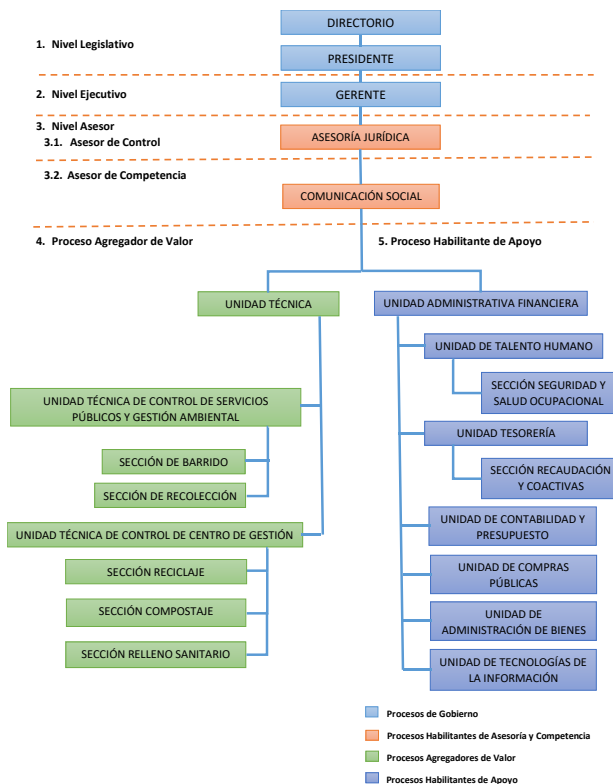 DIRECTORIO
1. Nivel Legislativo
PRESIDENTE
2. Nivel Ejecutivo
GERENTE
3. Nivel Asesor
3.1. Asesor de Control
ASESORÍA JURÍDICA
3.2. Asesor de Competencia
COMUNICACIÓN SOCIAL
4. Proceso Agregador de Valor
5. Proceso Habilitante de Apoyo
UNIDAD TÉCNICA
UNIDAD TÉCNICA DE CONTROL DE SERVICIOS
PÚBLICOS Y GESTIÓN AMBIENTAL
SECCIÓN DE BARRIDO
SECCIÓN DE RECOLECCIÓN
UNIDAD TÉCNICA DE CONTROL DE CENTRO DE GESTIÓN
SECCIÓN RECICLAJE
SECCIÓN COMPOSTAJE
SECCIÓN RELLENO SANITARIO
UNIDAD ADMINISTRATIVA FINANCIERA
UNIDAD DE TALENTO HUMANO
SECCIÓN SEGURIDAD Y
SALUD OCUPACIONAL
UNIDAD TESORERÍA
SECCIÓN RECAUDACIÓN
Y COACTIVAS
UNIDAD DE CONTABILIDAD Y
PRESUPUESTO
UNIDAD DE COMPRAS
PÚBLICAS
UNIDAD DE
ADMINISTRACIÓN DE BIENES
UNIDAD DE TECNOLOGÍAS DE
LA INFORMACIÓN
Procesos de Gobierno
Procesos Habilitantes de Asesoría y Competencia
Procesos Agregadores de Valor
Procesos Habilitantes de Apoyo